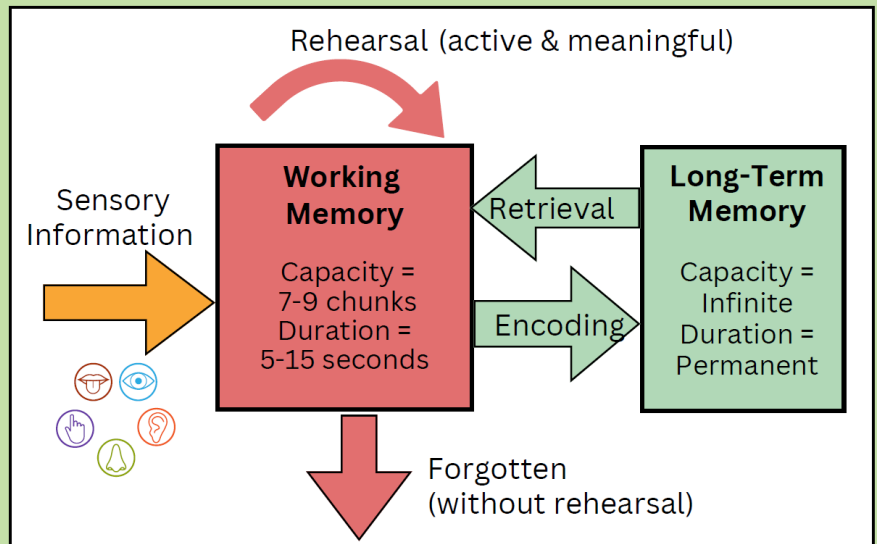 Rehearsal (active & meaningful)
Sensory
Information
Working
Memory
Capacity =
7-9 chunks
Duration =
5-15 seconds
Retrieval
Encoding
Long-Term
Memory
Capacity =
Infinite
Duration =
Permanent
Forgotten
(without rehearsal)